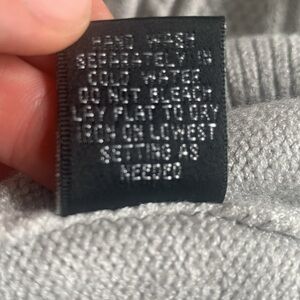 HAND WASH
SEPARATELY IN
COLD WATER
DO NOT BLEACH
LAY FLAT TO DRY
IRON ON LOWEST
SETTING AS
NEEDED